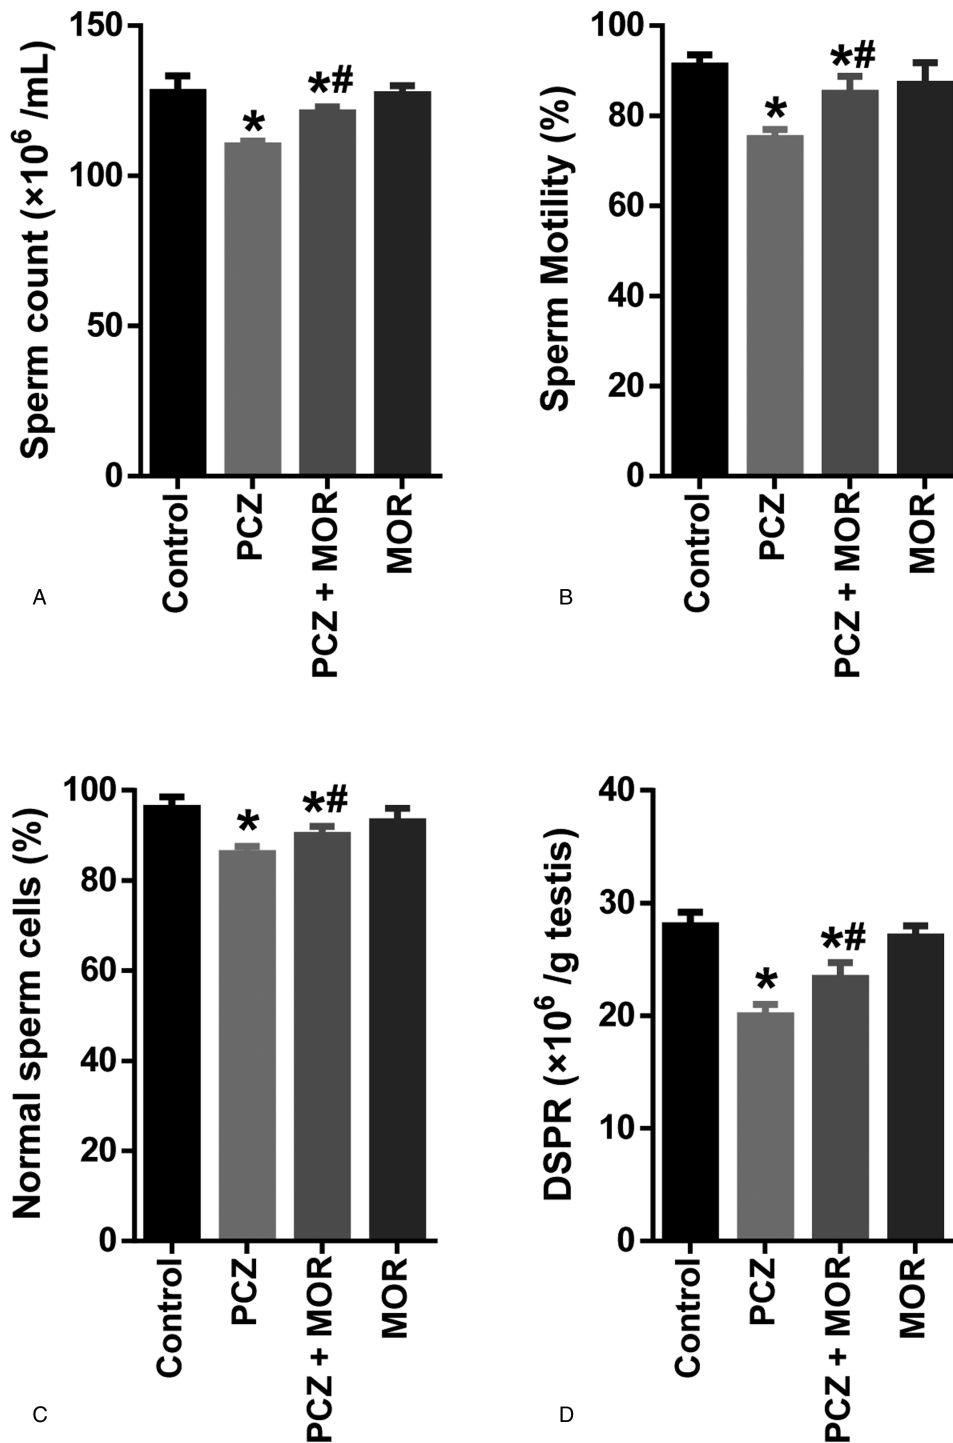 150
100
50
0
Sperm count (×10⁶ /mL)
*
*#
Control
PCZ
PCZ + MOR
MOR
A
100
80
60
40
20
0
Sperm Motility (%)
*
*#
Control
PCZ
PCZ + MOR
MOR
B
100
80
60
40
20
0
Normal sperm cells (%)
*
*#
Control
PCZ
PCZ + MOR
MOR
C
40
30
20
10
0
DSPR (×10⁶ /g testis)
*
*#
Control
PCZ
PCZ + MOR
MOR
D